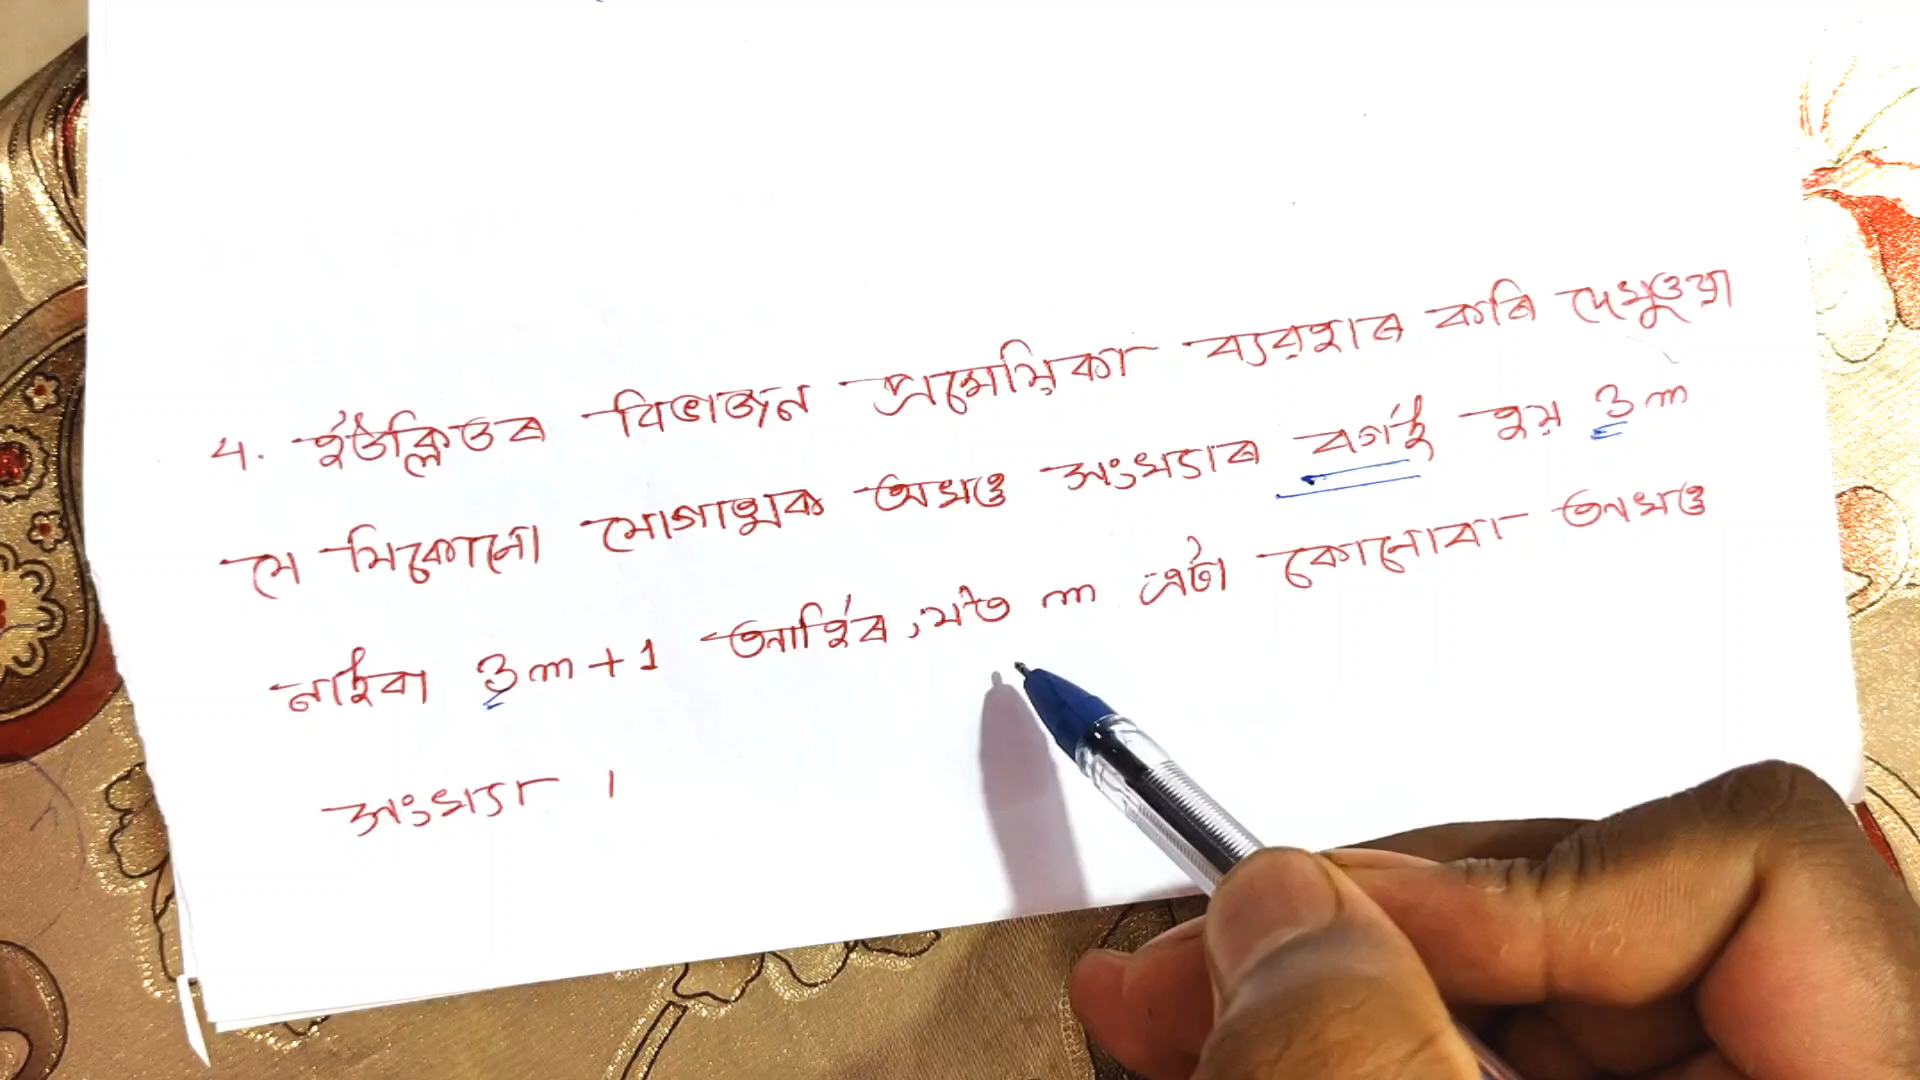 4. ইউক্লিডৰ বিভাজন প্ৰমেয়িকা ব্যৱহাৰ কৰি দেখুওৱা
যে যিকোনো যোগাত্মক অখণ্ড সংখ্যাৰ বৰ্গই হয় 3m
নাইবা 3m+1 আৰ্হিৰ, য'ত m এটা কোনোবা অখণ্ড
সংখ্যা ।